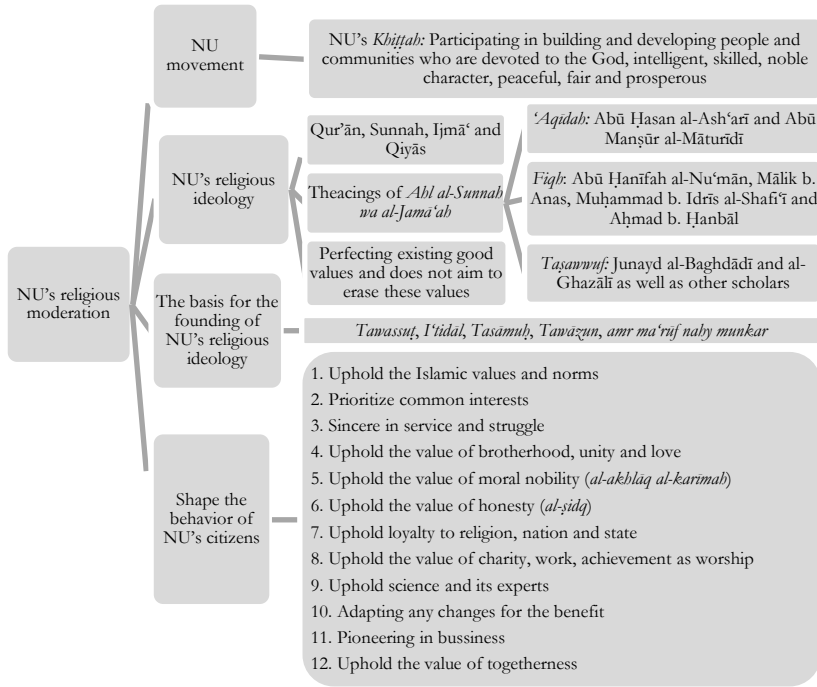 NU's religious
moderation
NU
movement
NU's Khiṭṭah: Participating in building and developing people and
communities who are devoted to the God, intelligent, skilled, noble
character, peaceful, fair and prosperous
NU's religious
ideology
Qur'ān, Sunnah, Ijmā' and
Qiyās
Theacings of Ahl al-Sunnah
wa al-Jamā'ah
'Aqīdah: Abū Ḥasan al-Ash'arī and Abū
Manṣūr al-Māturīdī
Fiqh: Abū Ḥanīfah al-Nu'mān, Mālik b.
Anas, Muḥammad b. Idrīs al-Shafi'ī and
Aḥmad b. Ḥanbāl
Taṣawwuf: Junayd al-Baghdādī and al-
Ghazālī as well as other scholars
Perfecting existing good
values and does not aim to
erase these values
The basis for the
founding of
NU's religious
ideology
Tawassuṭ, I'tidāl, Tasāmuḥ, Tawāzun, amr ma'rūf nahy munkar
Shape the
behavior of
NU's citizens
1. Uphold the Islamic values and norms
2. Prioritize common interests
3. Sincere in service and struggle
4. Uphold the value of brotherhood, unity and love
5. Uphold the value of moral nobility (al-akhlāq al-karīmah)
6. Uphold the value of honesty (al-ṣidq)
7. Uphold loyalty to religion, nation and state
8. Uphold the value of charity, work, achievement as worship
9. Uphold science and its experts
10. Adapting any changes for the benefit
11. Pioneering in bussiness
12. Uphold the value of togetherness